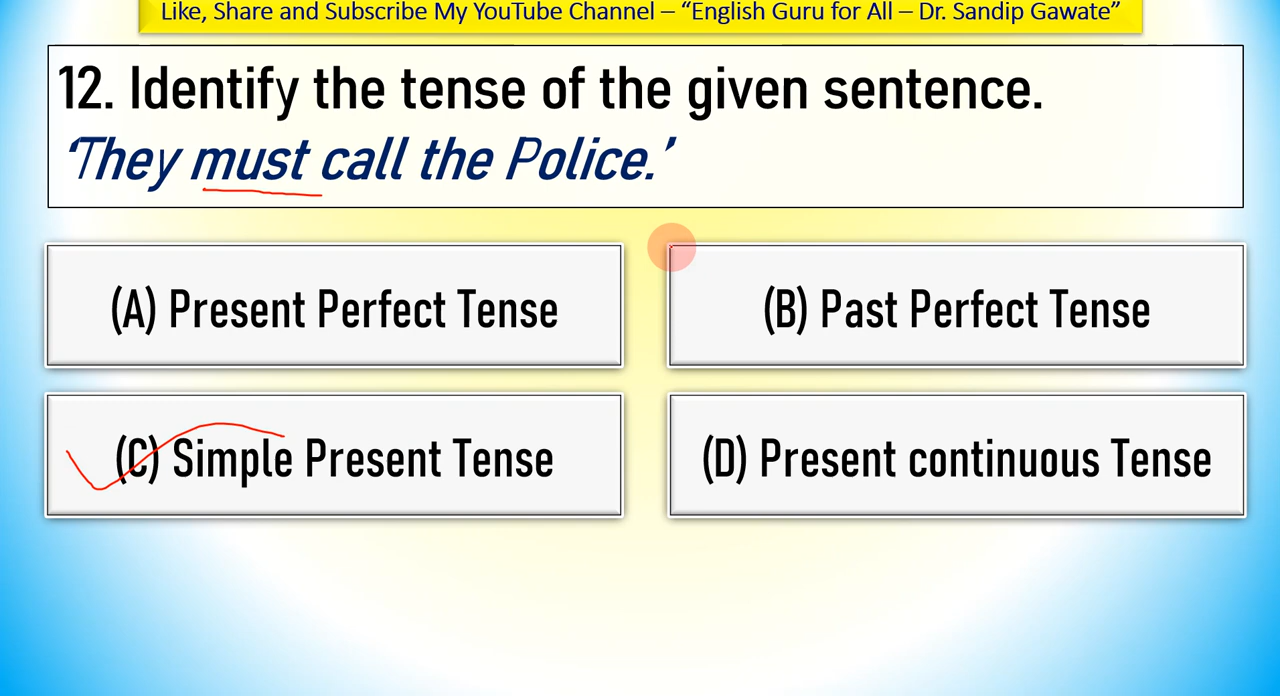 Like, Share and Subscribe My YouTube Channel – “English Guru for All – Dr. Sandip Gawate”
12. Identify the tense of the given sentence.
‘They must call the Police.’
(A) Present Perfect Tense
(B) Past Perfect Tense
(C) Simple Present Tense
(D) Present continuous Tense